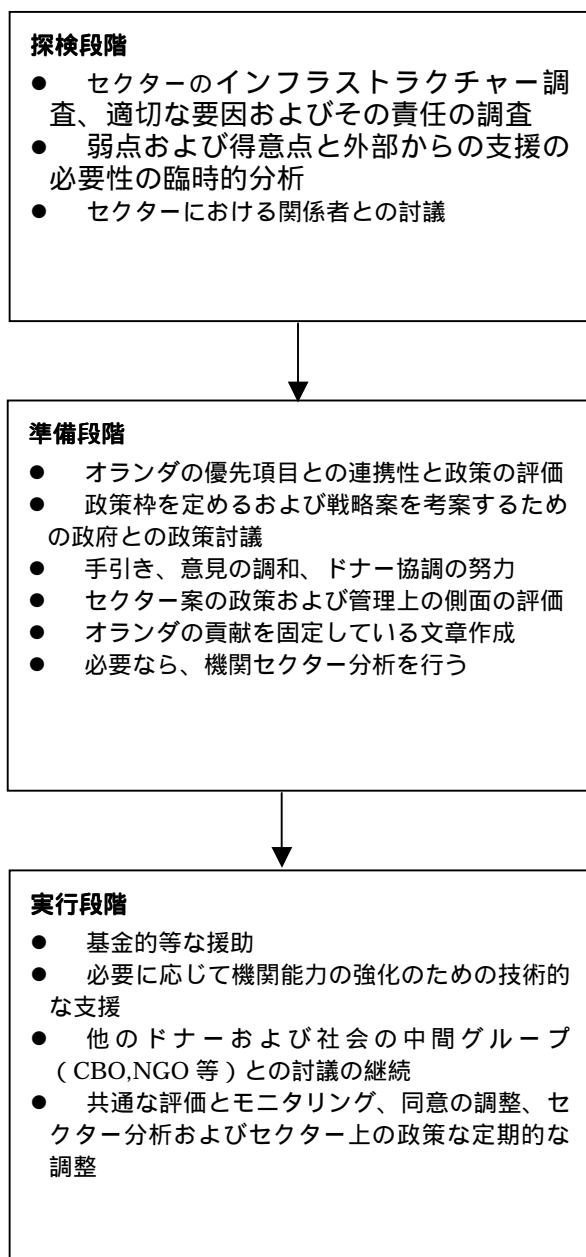 探検段階
● セクターのインフラストラクチャー調
査、適切な要因およびその責任の調査
● 弱点および得意点と外部からの支援の
必要性の臨時的分析
● セクターにおける関係者との討議
準備段階
● オランダの優先項目との連携性と政策の評価
● 政策枠を定めるおよび戦略案を考案するため
の政府との政策討議
● 手引き、意見の調和、ドナー協調の努力
● セクター案の政策および管理上の側面の評価
● オランダの貢献を固定している文章作成
● 必要なら、機関セクター分析を行う
実行段階
● 基金的等な援助
● 必要に応じて機関能力の強化のための技術的
な支援
● 他のドナーおよび社会の中間グループ
（CBO,NGO 等）との討議の継続
● 共通な評価とモニタリング、同意の調整、セ
クター分析およびセクター上の政策な定期的な
調整